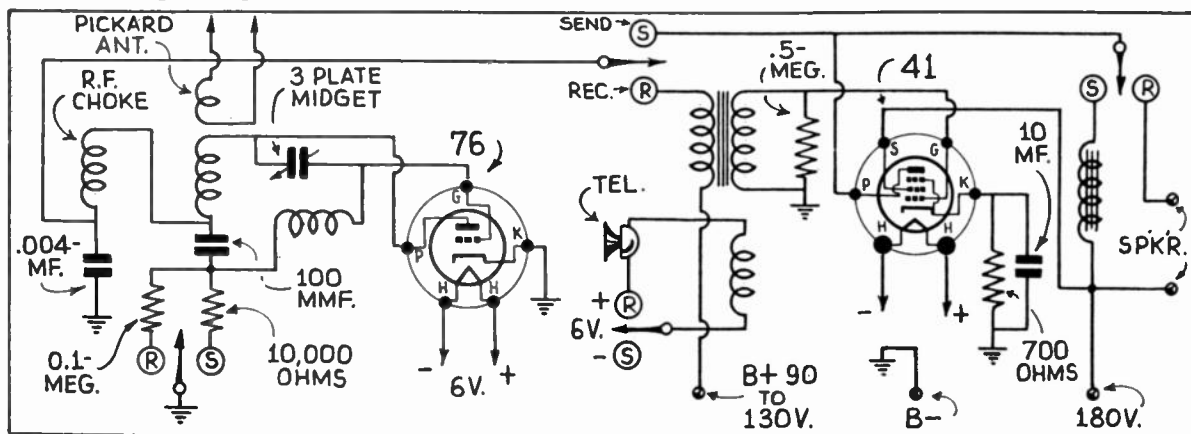 PICKARD
ANT.
R.F.
CHOKE
3 PLATE
MIDGET
76
G
K
P
H
H
.004-
MF.
100
MMF.
0.1-
MEG.
R
S
10,000
OHMS
-
6V.
+
SEND
S
REC.
R
.5-
MEG.
41
TEL.
+
R
6V.
-
S
B+ 90
TO
130V.
S
G
P
K
H
H
-
+
10
MF.
700
OHMS
B-
S
R
SP'K'R.
180V.